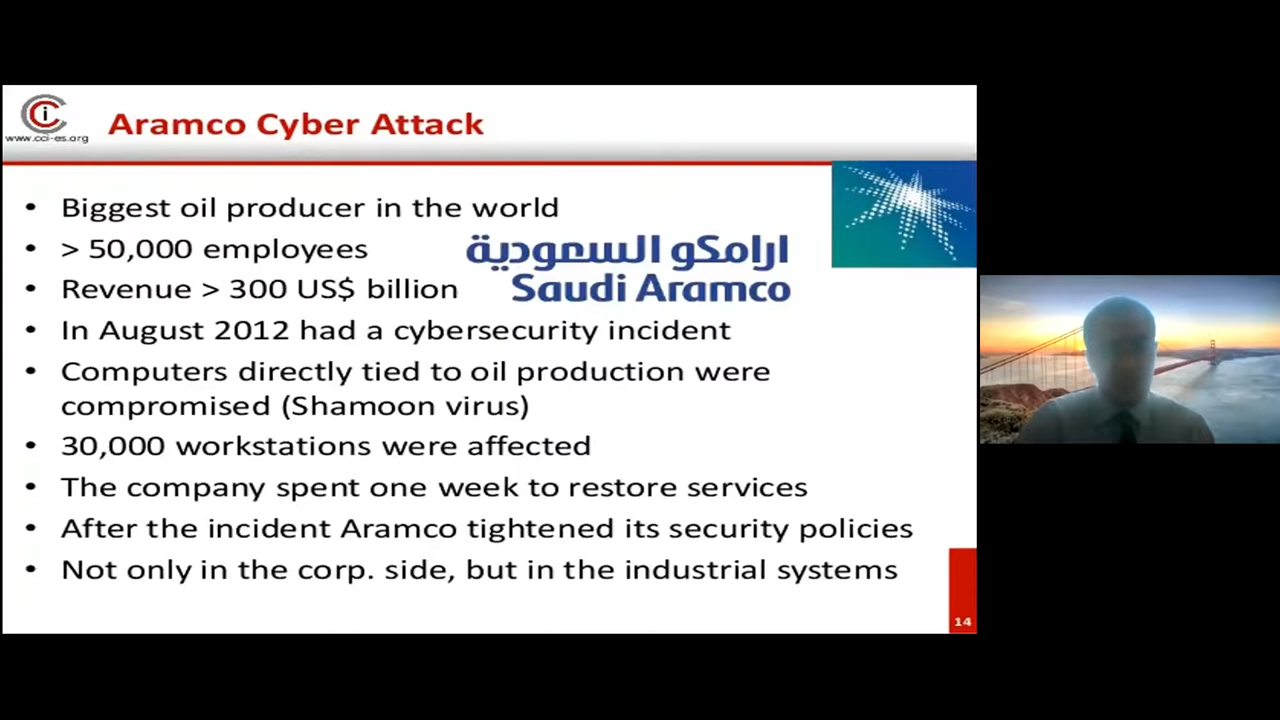 Aramco Cyber Attack
www.cci-es.org
• Biggest oil producer in the world
• > 50,000 employees
ارامكو السعودية
Saudi Aramco
• Revenue > 300 US$ billion
• In August 2012 had a cybersecurity incident
• Computers directly tied to oil production were
compromised (Shamoon virus)
• 30,000 workstations were affected
• The company spent one week to restore services
• After the incident Aramco tightened its security policies
• Not only in the corp. side, but in the industrial systems
14